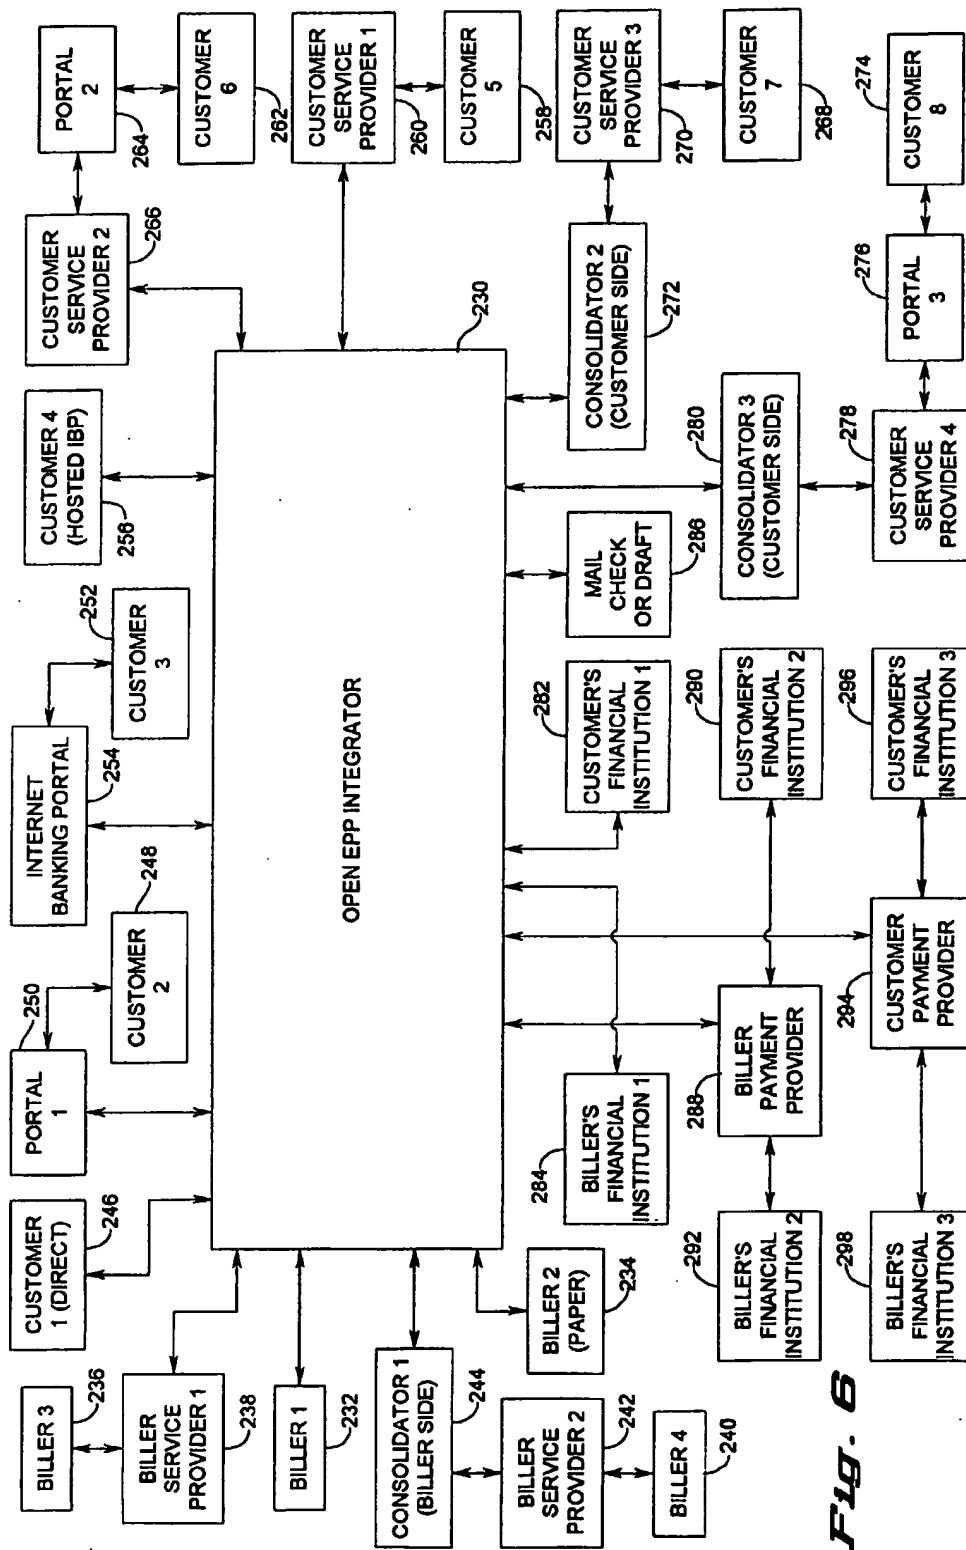 BILLER 3
236
BILLER
SERVICE
PROVIDER 1
238
BILLER 1
232
CONSOLIDATOR 1
(BILLER SIDE)
244
BILLER
SERVICE
PROVIDER 2
242
BILLER 4
240
BILLER 2
(PAPER)
234
CUSTOMER
1 (DIRECT)
246
PORTAL
1
250
CUSTOMER
2
248
INTERNET
BANKING PORTAL
254
CUSTOMER
3
252
CUSTOMER 4
(HOSTED IBP)
256
CUSTOMER
SERVICE
PROVIDER 2
266
PORTAL
2
264
CUSTOMER
6
262
CUSTOMER
SERVICE
PROVIDER 1
260
CUSTOMER
5
258
CUSTOMER
SERVICE
PROVIDER 3
270
CUSTOMER
7
268
OPEN EPP INTEGRATOR
230
CONSOLIDATOR 2
(CUSTOMER SIDE)
272
CONSOLIDATOR 3
(CUSTOMER SIDE)
280
CUSTOMER
SERVICE
PROVIDER 4
278
PORTAL
3
276
CUSTOMER
8
274
MAIL
CHECK
OR DRAFT
286
CUSTOMER'S
FINANCIAL
INSTITUTION 1
282
BILLER'S
FINANCIAL
INSTITUTION 1
284
BILLER
PAYMENT
PROVIDER
288
CUSTOMER'S
FINANCIAL
INSTITUTION 2
290
BILLER'S
FINANCIAL
INSTITUTION 2
292
CUSTOMER
PAYMENT
PROVIDER
294
CUSTOMER'S
FINANCIAL
INSTITUTION 3
296
BILLER'S
FINANCIAL
INSTITUTION 3
298
Fig. 6